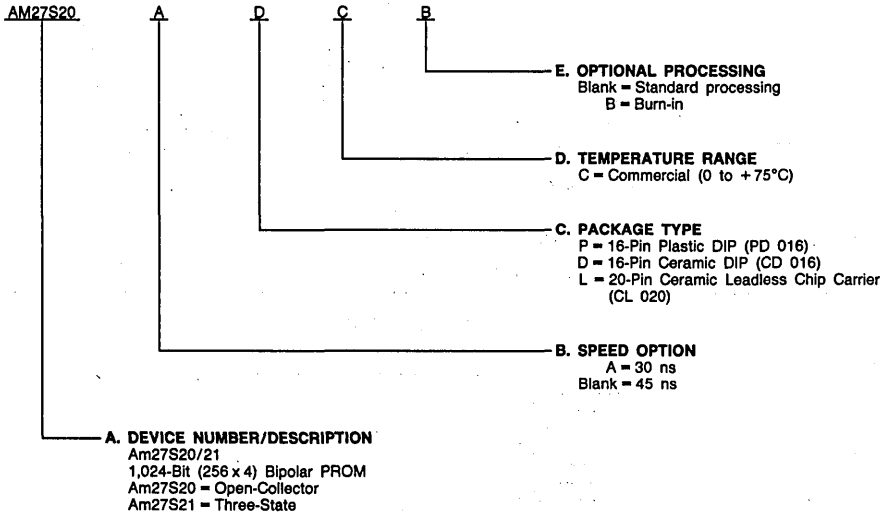 AM27S20 A D C B
E. OPTIONAL PROCESSING
Blank = Standard processing
B = Burn-in
D. TEMPERATURE RANGE
C = Commercial (0 to +75°C)
C. PACKAGE TYPE
P = 16-Pin Plastic DIP (PD 016)
D = 16-Pin Ceramic DIP (CD 016)
L = 20-Pin Ceramic Leadless Chip Carrier
(CL 020)
B. SPEED OPTION
A = 30 ns
Blank = 45 ns
A. DEVICE NUMBER/DESCRIPTION
Am27S20/21
1,024-Bit (256 x 4) Bipolar PROM
Am27S20 = Open-Collector
Am27S21 = Three-State